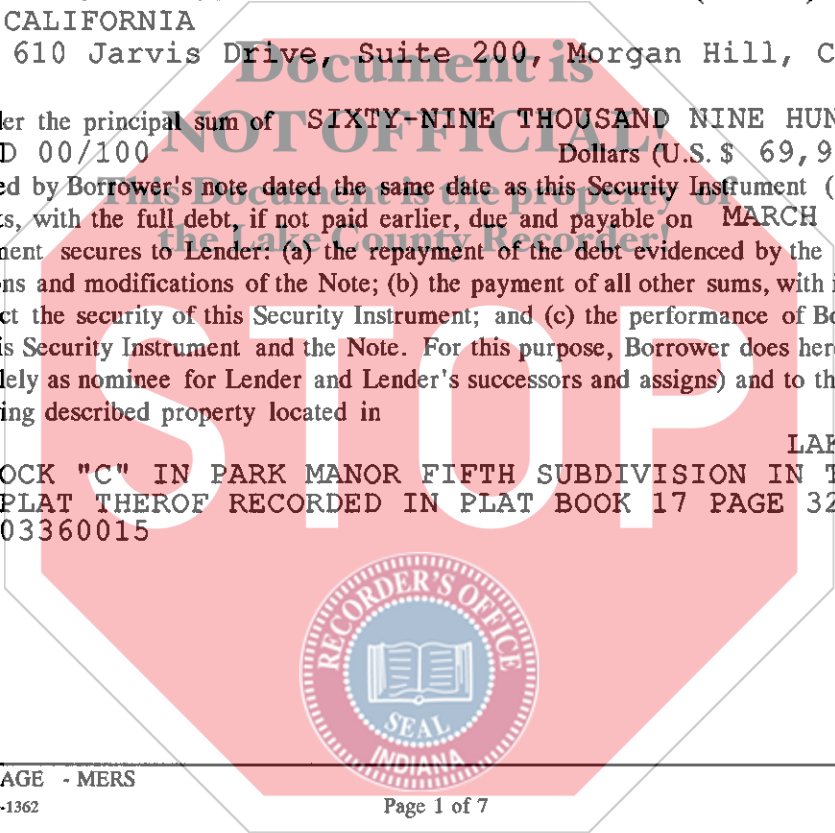 CALIFORNIA
610 Jarvis Drive, Suite 200, Morgan Hill, C
Document is
er the principal sum of SIXTY-NINE THOUSAND NINE HUN
NOT OFFICIAL!
D 00/100 Dollars (U.S. $ 69,9
ed by Borrower's note dated the same date as this Security Instrument (
This Document is the property of
s, with the full debt, if not paid earlier, due and payable on MARCH
the Lake County Recorder!
nent secures to Lender: (a) the repayment of the debt evidenced by the
ns and modifications of the Note; (b) the payment of all other sums, with i
ct the security of this Security Instrument; and (c) the performance of Bo
is Security Instrument and the Note. For this purpose, Borrower does her
lely as nominee for Lender and Lender's successors and assigns) and to th
ing described property located in
STOP
LAK
OCK "C" IN PARK MANOR FIFTH SUBDIVISION IN T
PLAT THEROF RECORDED IN PLAT BOOK 17 PAGE 32
03360015
RECORDER'S OFFICE
SEAL
INDIANA
AGE - MERS
-1362 Page 1 of 7